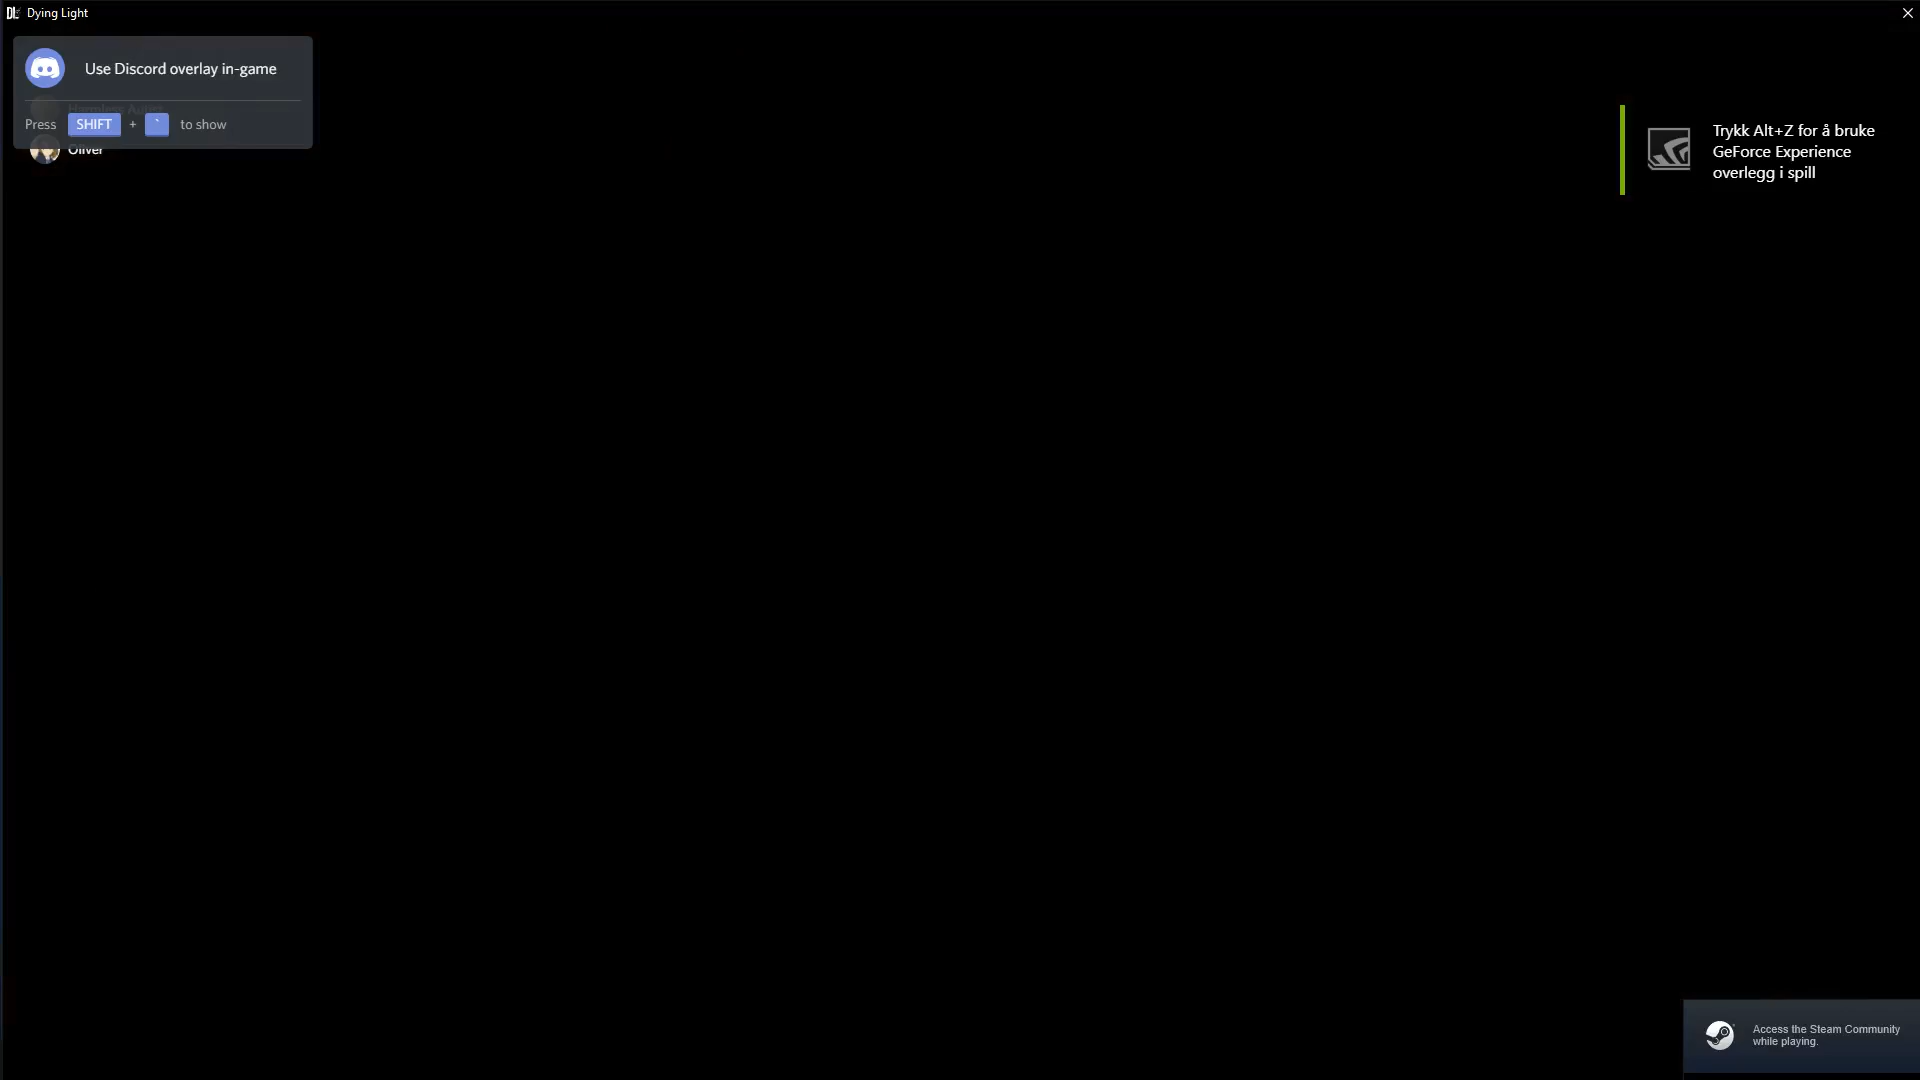 Dying Light
Use Discord overlay in-game
Harmless
Press SHIFT + ` to show
Oliver
Trykk Alt+Z for å bruke
GeForce Experience
overlegg i spill
Access the Steam Community
while playing.